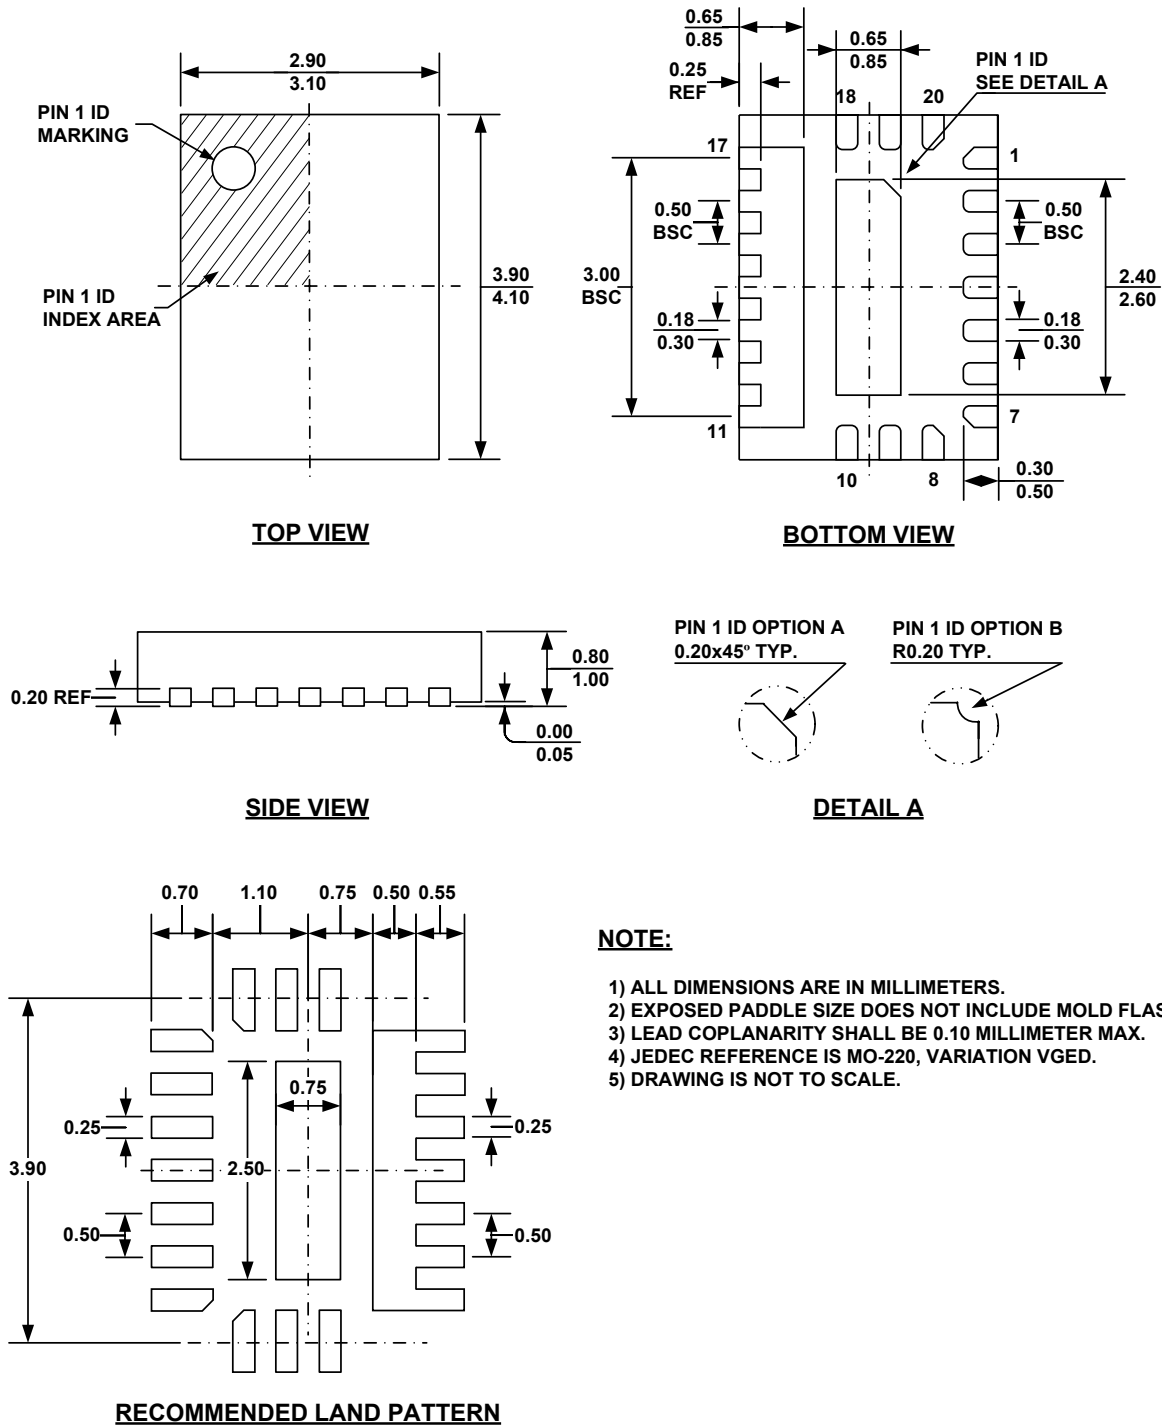 2.90
3.10
PIN 1 ID
MARKING
PIN 1 ID
INDEX AREA
3.90
4.10
TOP VIEW
0.65
0.85
0.65
0.85
0.25
REF
PIN 1 ID
SEE DETAIL A
18
20
17
1
0.50
BSC
0.50
BSC
3.00
BSC
2.40
2.60
0.18
0.30
0.18
0.30
11
7
10
8
0.30
0.50
BOTTOM VIEW
0.20 REF
0.80
1.00
0.00
0.05
SIDE VIEW
PIN 1 ID OPTION A
0.20x45º TYP.
PIN 1 ID OPTION B
R0.20 TYP.
DETAIL A
0.70
1.10
0.75
0.50
0.55
0.75
0.25
0.25
3.90
2.50
0.50
0.50
RECOMMENDED LAND PATTERN
NOTE:
1) ALL DIMENSIONS ARE IN MILLIMETERS.
2) EXPOSED PADDLE SIZE DOES NOT INCLUDE MOLD FLAS
3) LEAD COPLANARITY SHALL BE 0.10 MILLIMETER MAX.
4) JEDEC REFERENCE IS MO-220, VARIATION VGED.
5) DRAWING IS NOT TO SCALE.